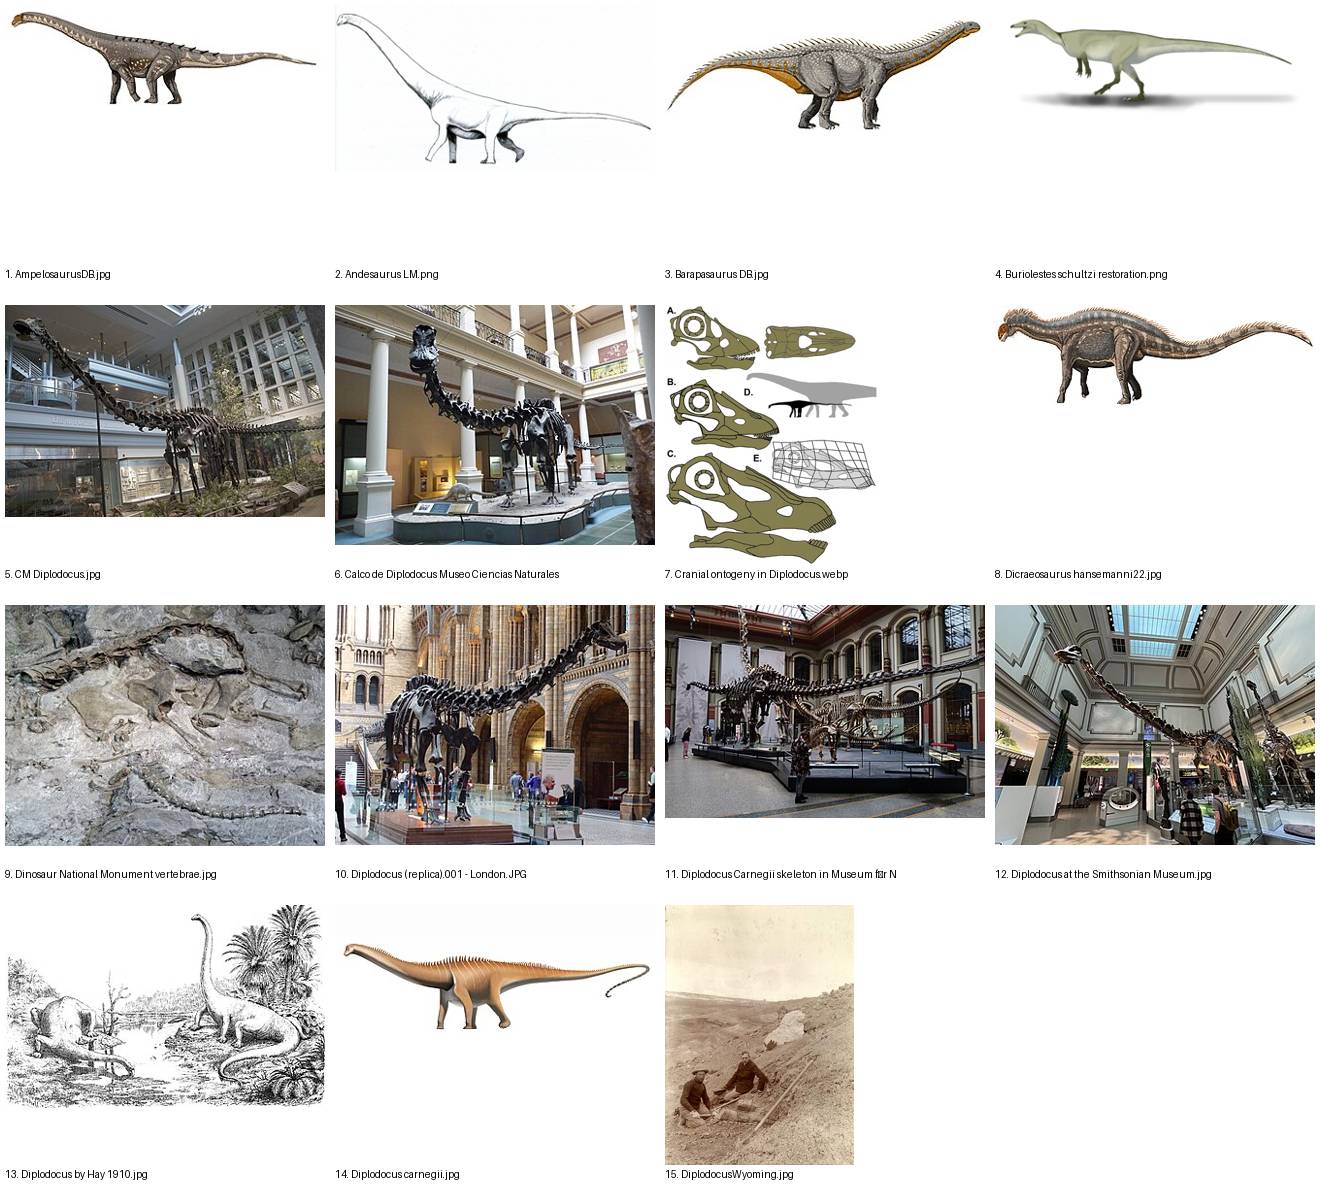 1. AmpelosaurusDB.jpg
2. Andesaurus LM.png
3. Barapasaurus DB.jpg
4. Buriolestes schultzi restoration.png
A.
B.
D.
C.
E.
5. CM Diplodocus.jpg
6. Calco de Diplodocus Museo Ciencias Naturales
7. Cranial ontogeny in Diplodocus.webp
8. Dicraeosaurus hansemanni22.jpg
9. Dinosaur National Monument vertebrae.jpg
10. Diplodocus (replica).001 - London.JPG
11. Diplodocus Carnegii skeleton in Museum f□r N
12. Diplodocus at the Smithsonian Museum.jpg
13. Diplodocus by Hay 1910.jpg
14. Diplodocus carnegii.jpg
15. DiplodocusWyoming.jpg